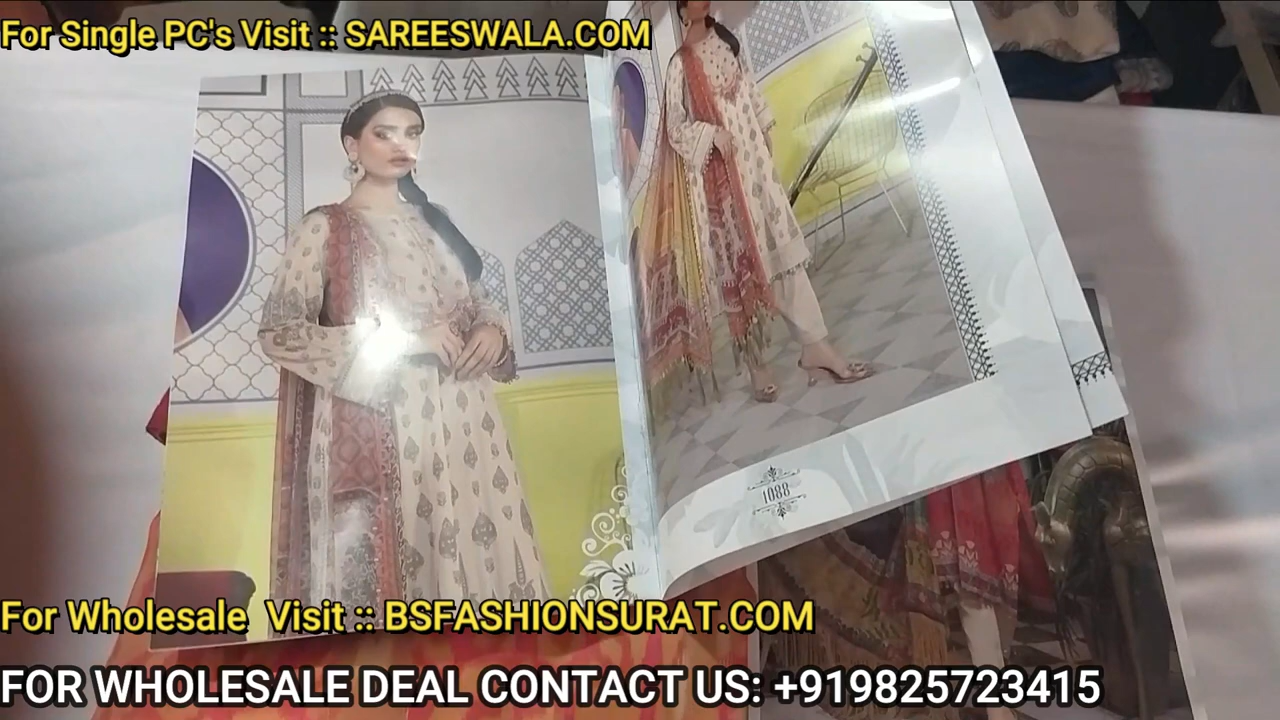 For Single PC's Visit :: SAREESWALA.COM
1088
For Wholesale  Visit :: BSFASHIONSURAT.COM
FOR WHOLESALE DEAL CONTACT US: +919825723415